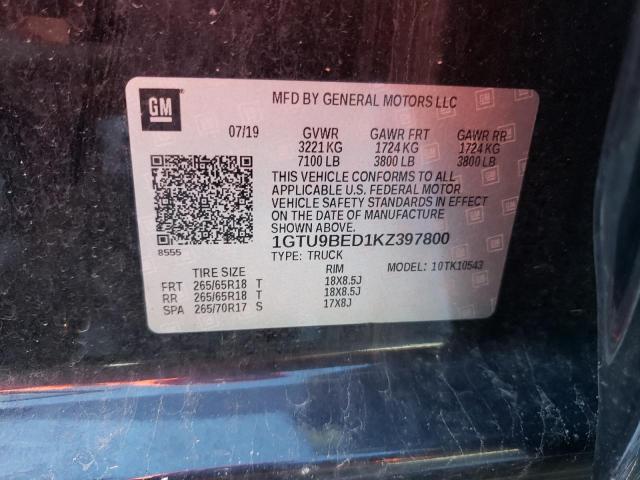 GM
MFD BY GENERAL MOTORS LLC
07/19 GVWR GAWR FRT GAWR RR
3221 KG 1724 KG 1724 KG
7100 LB 3800 LB 3800 LB
THIS VEHICLE CONFORMS TO ALL
APPLICABLE U.S. FEDERAL MOTOR
VEHICLE SAFETY STANDARDS IN EFFECT
ON THE DATE OF MANUFACTURE
SHOWN ABOVE.
1GTU9BED1KZ397800
8555
TYPE: TRUCK MODEL: 10TK10543
TIRE SIZE RIM
FRT 265/65R18 T 18X8.5J
RR 265/65R18 T 18X8.5J
SPA 265/70R17 S 17X8J